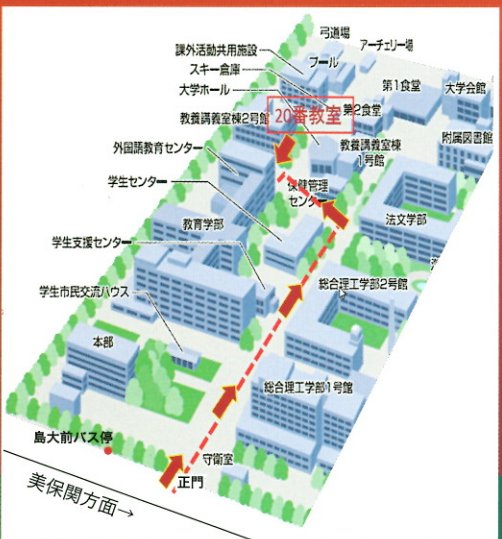 弓道場
アーチェリー場
課外活動共用施設
プール
スキー倉庫
第1食堂
大学会館
大学ホール
教養講義室棟2号館
20番教室
第2食堂
附属図書館
教養講義室棟
1号館
外国語教育センター
学生センター
保健管理
センター
教育学部
法文学部
学生支援センター
総合理工学部2号館
学生市民交流ハウス
本部
総合理工学部1号館
島大前バス停
守衛室
正門
美保関方面→